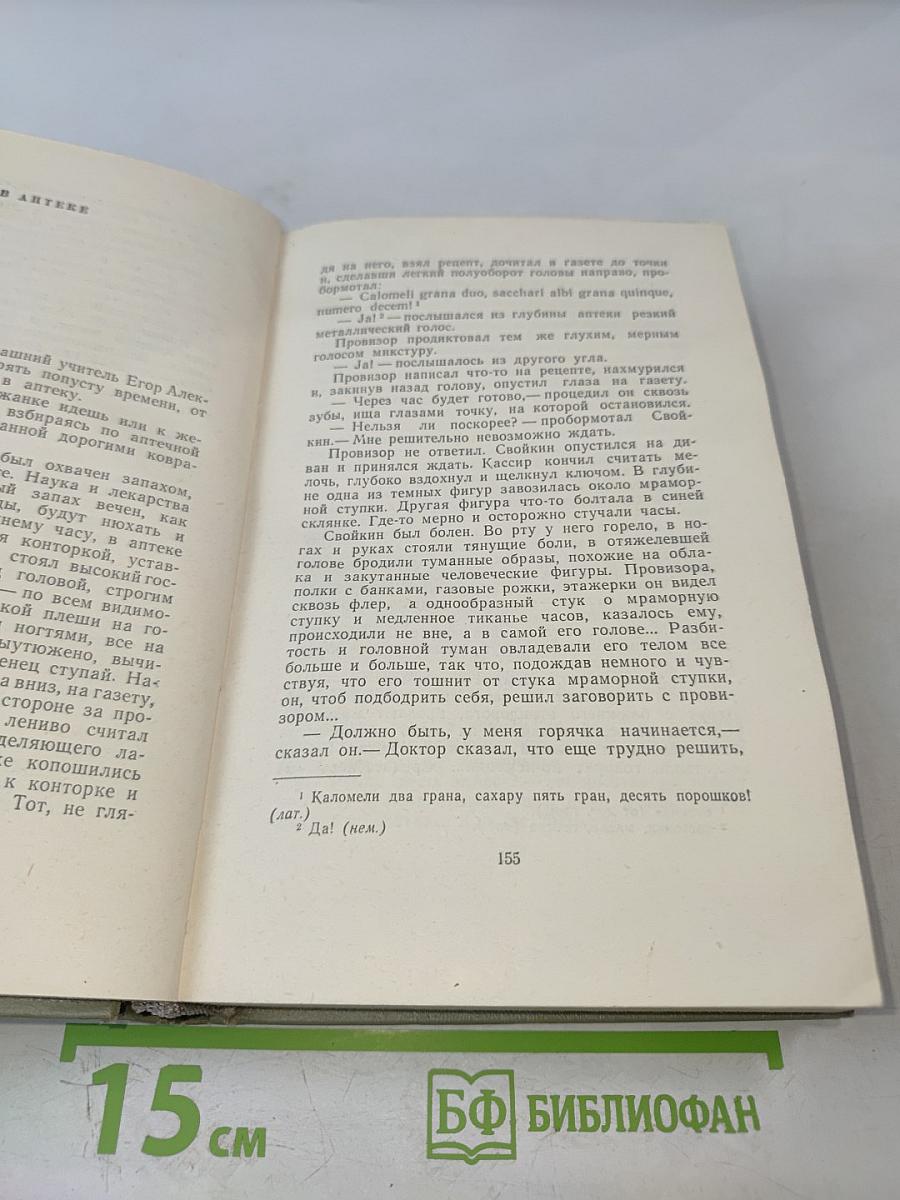 В АПТЕКЕ
ашний учитель Егор Алек-
рять попусту времени, от
в аптеку.
жанке идешь или к же-
взбираясь по аптечной
анной дорогими ковра-
был охвачен запахом,
те. Наука и лекарства
ый запах вечен, как
ды, будут нюхать и
нему часу, в аптеке
я конторкой, устав-
стоял высокий гос-
головой, строгим
— по всем видимо-
кой плеши на го-
ногтями, все на
выутюжено, вычи-
енец ступай. На-
а вниз, на газету,
стороне за про-
лениво считал
деляющего ла-
ке копошились
к конторке и
Тот, не гля-
дя на него, взял рецепт, дочитал в газете до точки
и, сделавши легкий полуоборот головы направо, про-
бормотал:
— Calomeli grana duo, sacchari albi grana quinque,
numero decem! ¹
— Ja! ² — послышался из глубины аптеки резкий
металлический голос.
Провизор продиктовал тем же глухим, мерным
голосом микстуру.
— Ja! — послышалось из другого угла.
Провизор написал что-то на рецепте, нахмурился
и, закинув назад голову, опустил глаза на газету.
— Через час будет готово,— процедил он сквозь
зубы, ища глазами точку, на которой остановился.
— Нельзя ли поскорее? — пробормотал Свой-
кин.— Мне решительно невозможно ждать.
Провизор не ответил. Свойкин опустился на ди-
ван и принялся ждать. Кассир кончил считать ме-
лочь, глубоко вздохнул и щелкнул ключом. В глуби-
не одна из темных фигур завозилась около мрамор-
ной ступки. Другая фигура что-то болтала в синей
склянке. Где-то мерно и осторожно стучали часы.
Свойкин был болен. Во рту у него горело, в но-
гах и руках стояли тянущие боли, в отяжелевшей
голове бродили туманные образы, похожие на обла-
ка и закутанные человеческие фигуры. Провизора,
полки с банками, газовые рожки, этажерки он видел
сквозь флер, а однообразный стук о мраморную
ступку и медленное тиканье часов, казалось ему,
происходили не вне, а в самой его голове... Разби-
тость и головной туман овладевали его телом все
больше и больше, так что, подождав немного и чув-
ствуя, что его тошнит от стука мраморной ступки,
он, чтоб подбодрить себя, решил заговорить с прови-
зором...
— Должно быть, у меня горячка начинается,—
сказал он.— Доктор сказал, что еще трудно решить,
¹ Каломели два грана, сахару пять гран, десять порошков!
(лат.)
² Да! (нем.)
155
15 см
БФ БИБЛИОФАН